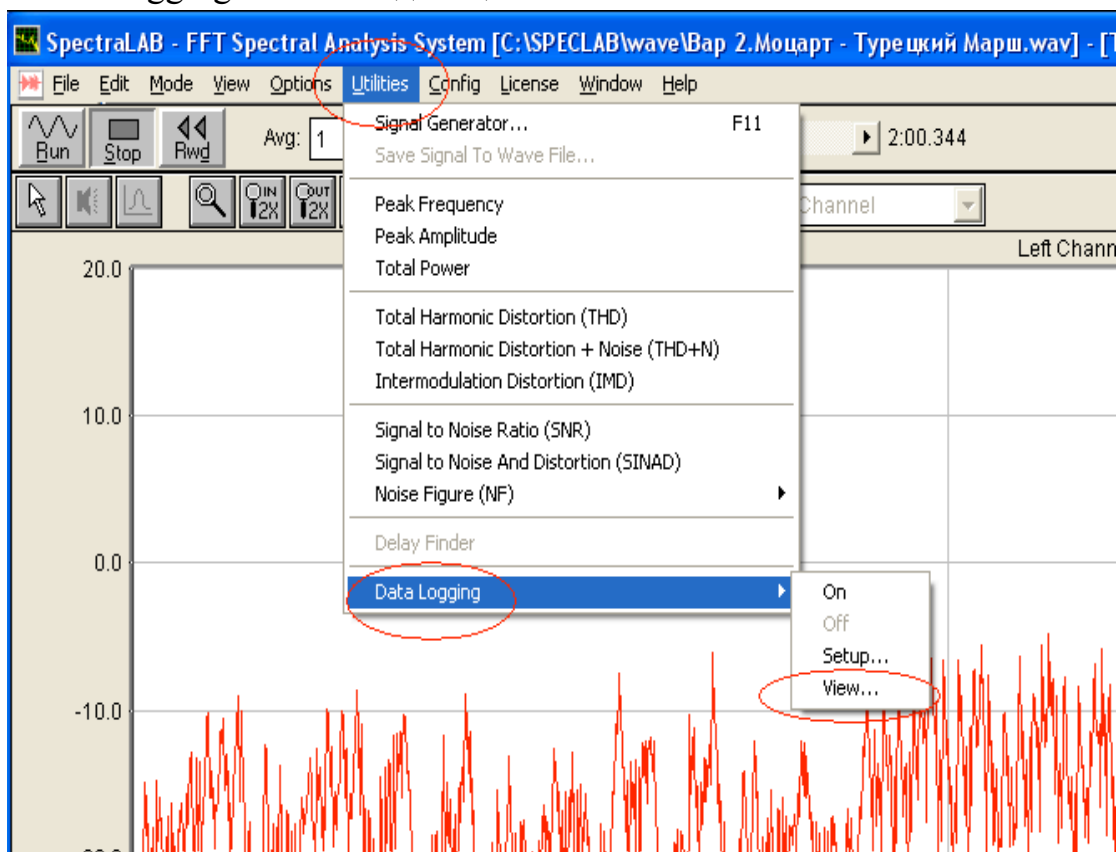 SpectraLAB - FFT Spectral Analysis System [C:\SPECLAB\wave\Вар 2.Моцарт - Турецкий Марш.wav] - [
File Edit Mode View Options Utilities Config License Window Help
Run Stop Rwd Avg: 1 2:00.344
IN 2X OUT 2X Channel
Left Chann
Signal Generator... F11
Save Signal To Wave File...
Peak Frequency
Peak Amplitude
Total Power
Total Harmonic Distortion (THD)
Total Harmonic Distortion + Noise (THD+N)
Intermodulation Distortion (IMD)
Signal to Noise Ratio (SNR)
Signal to Noise And Distortion (SINAD)
Noise Figure (NF)
Delay Finder
Data Logging
On
Off
Setup...
View...
20.0
10.0
0.0
-10.0